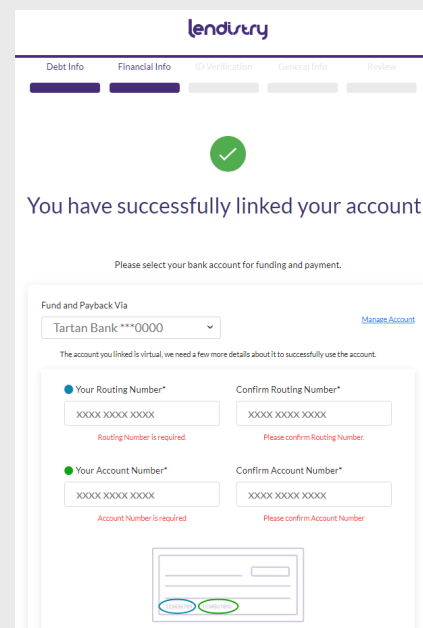 lendistry
Debt Info Financial Info ID Verification General Info Review
You have successfully linked your account
Please select your bank account for funding and payment.
Fund and Payback Via
Tartan Bank ***0000
Manage Account
The account you linked is virtual, we need a few more details about it to successfully use the account.
Your Routing Number* Confirm Routing Number*
XXXX XXXX XXXX XXXX XXXX XXXX
Routing Number is required. Please confirm Routing Number.
Your Account Number* Confirm Account Number*
XXXX XXXX XXXX XXXX XXXX XXXX
Account Number is required Please confirm Account Number